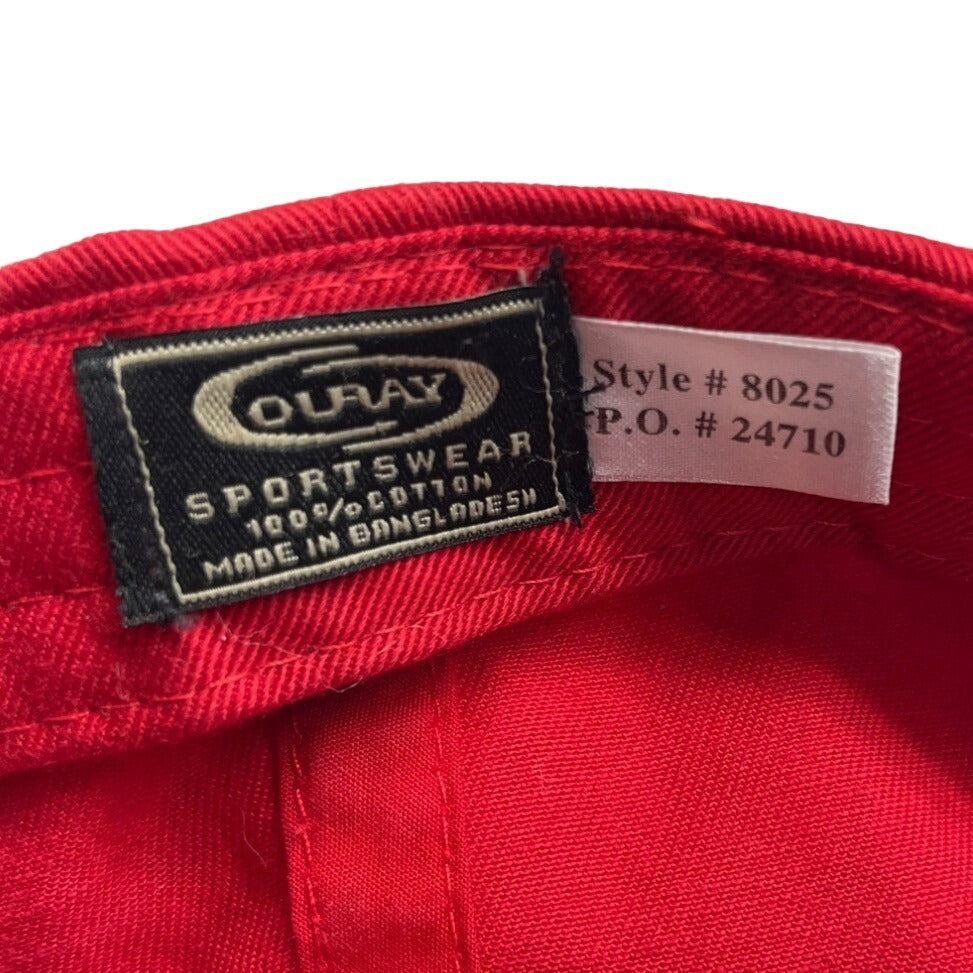 OURAY
SPORTSWEAR
100% COTTON
MADE IN BANGLADESH
Style # 8025
P.O. # 24710